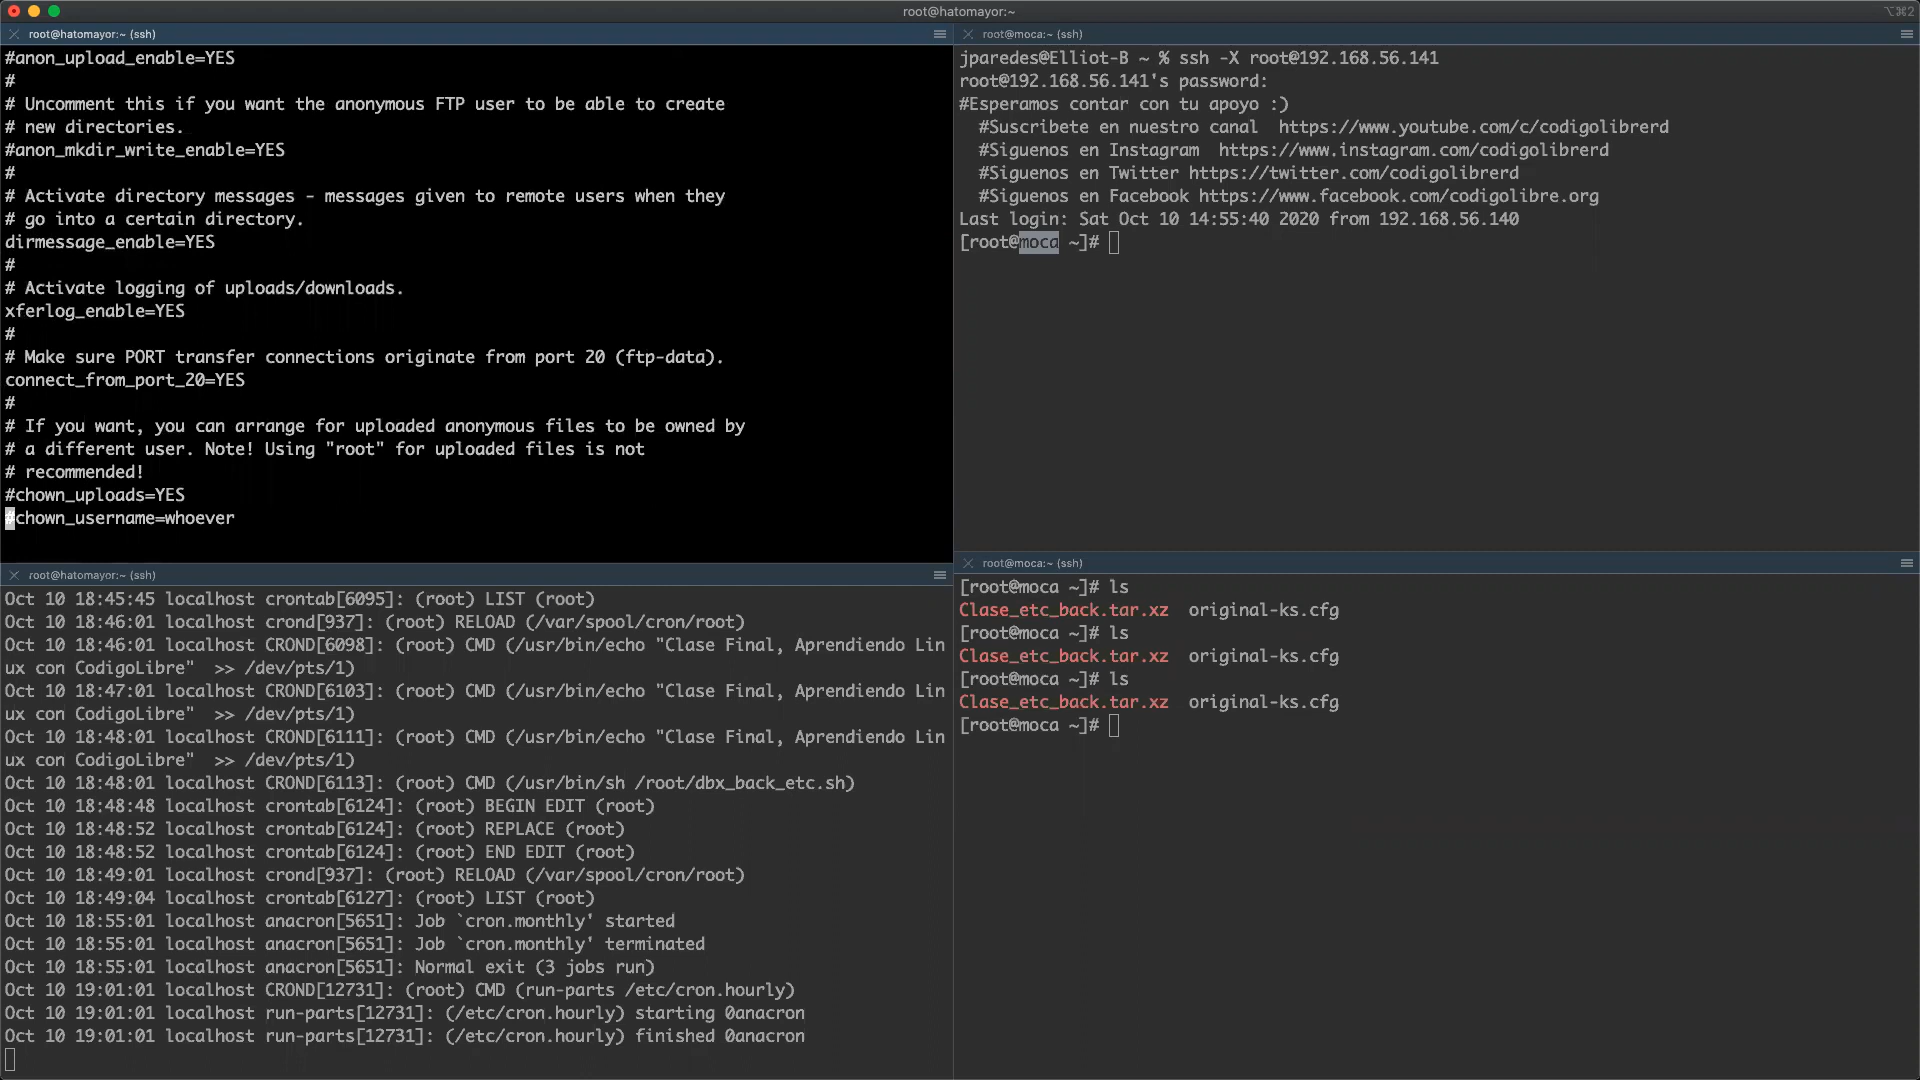 root@hatomayor:~
⌥⌘2
root@hatomayor:~ (ssh)
#anon_upload_enable=YES
#
# Uncomment this if you want the anonymous FTP user to be able to create
# new directories.
#anon_mkdir_write_enable=YES
#
# Activate directory messages - messages given to remote users when they
# go into a certain directory.
dirmessage_enable=YES
#
# Activate logging of uploads/downloads.
xferlog_enable=YES
#
# Make sure PORT transfer connections originate from port 20 (ftp-data).
connect_from_port_20=YES
#
# If you want, you can arrange for uploaded anonymous files to be owned by
# a different user. Note! Using "root" for uploaded files is not
# recommended!
#chown_uploads=YES
#chown_username=whoever
root@moca:~ (ssh)
jparedes@Elliot-B ~ % ssh -X root@192.168.56.141
root@192.168.56.141's password:
#Esperamos contar con tu apoyo :)
#Suscribete en nuestro canal  https://www.youtube.com/c/codigolibrerd
#Siguenos en Instagram  https://www.instagram.com/codigolibrerd
#Siguenos en Twitter https://twitter.com/codigolibrerd
#Siguenos en Facebook https://www.facebook.com/codigolibre.org
Last login: Sat Oct 10 14:55:40 2020 from 192.168.56.140
[root@moca ~]#
root@hatomayor:~ (ssh)
Oct 10 18:45:45 localhost crontab[6095]: (root) LIST (root)
Oct 10 18:46:01 localhost crond[937]: (root) RELOAD (/var/spool/cron/root)
Oct 10 18:46:01 localhost CROND[6098]: (root) CMD (/usr/bin/echo "Clase Final, Aprendiendo Lin
ux con CodigoLibre"  >> /dev/pts/1)
Oct 10 18:47:01 localhost CROND[6103]: (root) CMD (/usr/bin/echo "Clase Final, Aprendiendo Lin
ux con CodigoLibre"  >> /dev/pts/1)
Oct 10 18:48:01 localhost CROND[6111]: (root) CMD (/usr/bin/echo "Clase Final, Aprendiendo Lin
ux con CodigoLibre"  >> /dev/pts/1)
Oct 10 18:48:01 localhost CROND[6113]: (root) CMD (/usr/bin/sh /root/dbx_back_etc.sh)
Oct 10 18:48:48 localhost crontab[6124]: (root) BEGIN EDIT (root)
Oct 10 18:48:52 localhost crontab[6124]: (root) REPLACE (root)
Oct 10 18:48:52 localhost crontab[6124]: (root) END EDIT (root)
Oct 10 18:49:01 localhost crond[937]: (root) RELOAD (/var/spool/cron/root)
Oct 10 18:49:04 localhost crontab[6127]: (root) LIST (root)
Oct 10 18:55:01 localhost anacron[5651]: Job `cron.monthly' started
Oct 10 18:55:01 localhost anacron[5651]: Job `cron.monthly' terminated
Oct 10 18:55:01 localhost anacron[5651]: Normal exit (3 jobs run)
Oct 10 19:01:01 localhost CROND[12731]: (root) CMD (run-parts /etc/cron.hourly)
Oct 10 19:01:01 localhost run-parts[12731]: (/etc/cron.hourly) starting 0anacron
Oct 10 19:01:01 localhost run-parts[12731]: (/etc/cron.hourly) finished 0anacron
root@moca:~ (ssh)
[root@moca ~]# ls
Clase_etc_back.tar.xz  original-ks.cfg
[root@moca ~]# ls
Clase_etc_back.tar.xz  original-ks.cfg
[root@moca ~]# ls
Clase_etc_back.tar.xz  original-ks.cfg
[root@moca ~]#